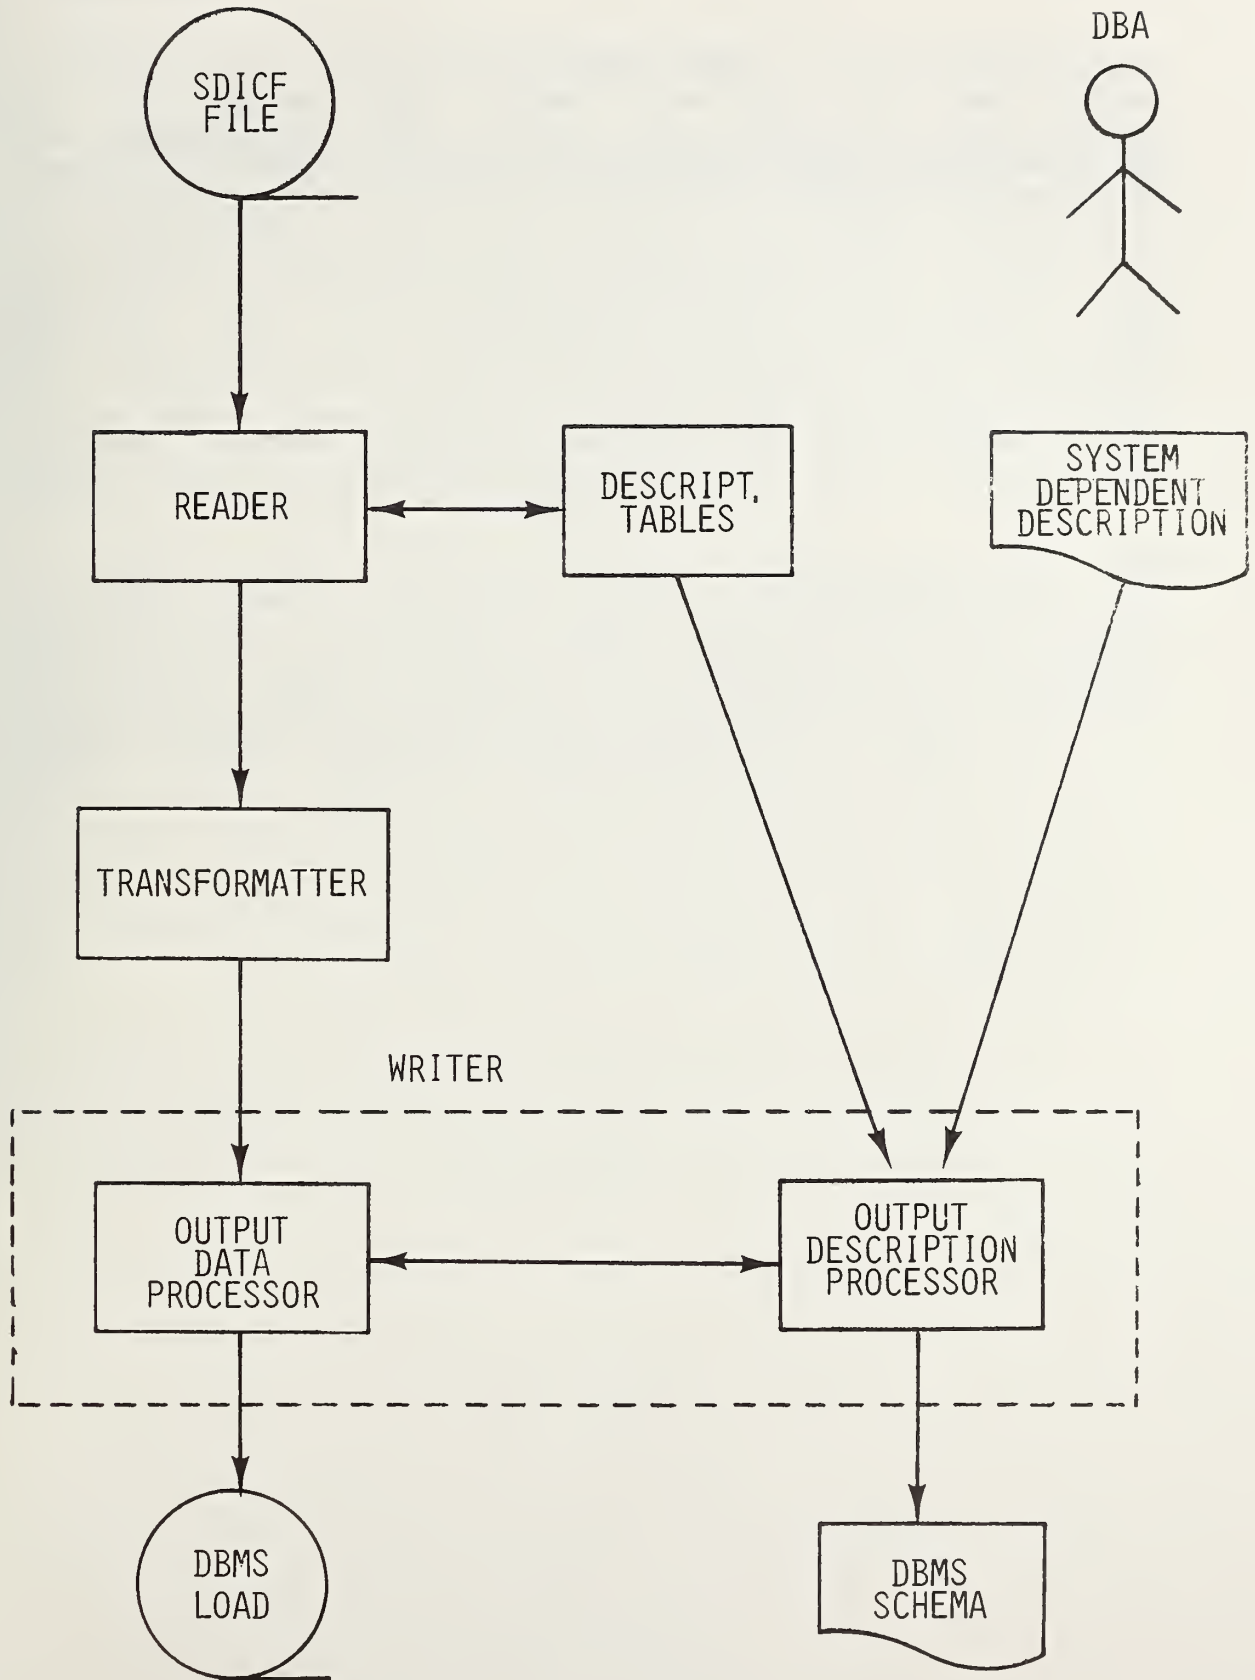 SDICF
FILE
DBA
READER
DESCRIPT.
TABLES
SYSTEM
DEPENDENT
DESCRIPTION
TRANSFORMATTER
WRITER
OUTPUT
DATA
PROCESSOR
OUTPUT
DESCRIPTION
PROCESSOR
DBMS
LOAD
DBMS
SCHEMA